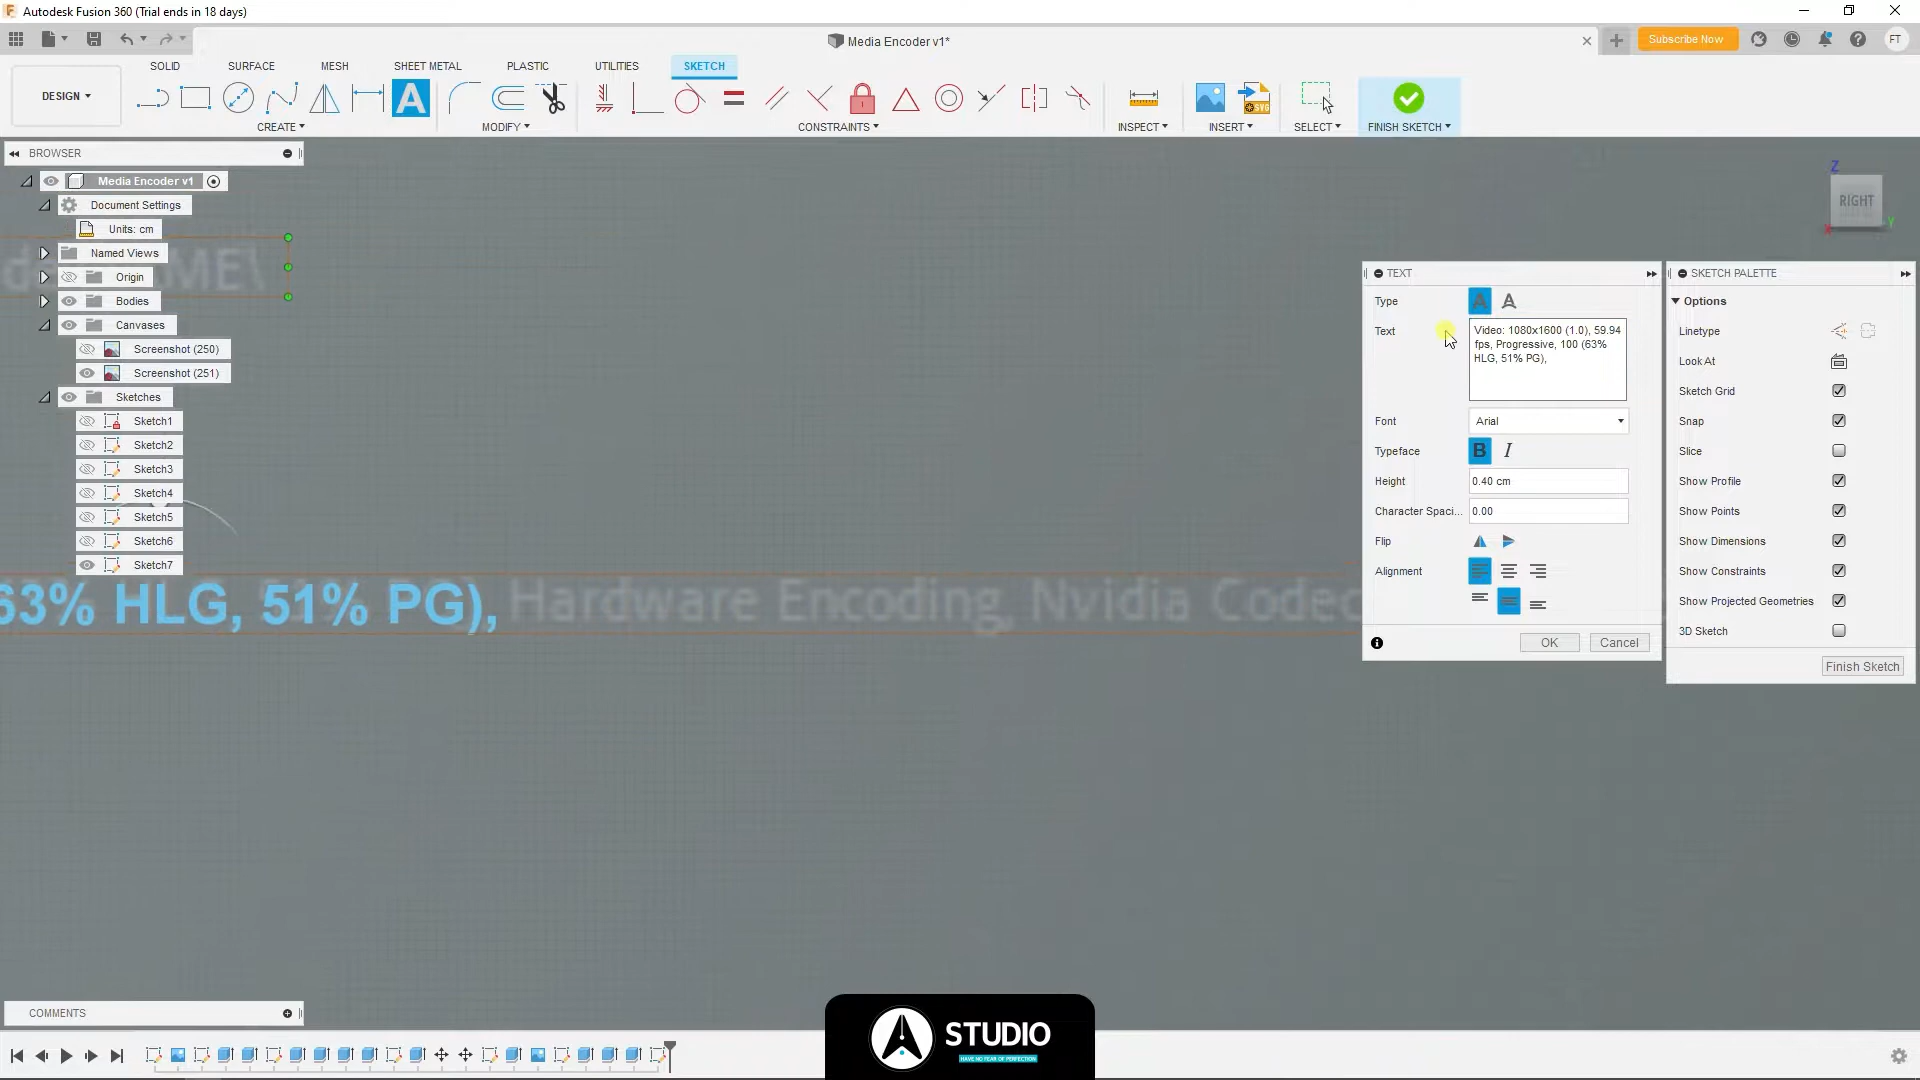 Autodesk Fusion 360 (Trial ends in 18 days)
Media Encoder v1*
Subscribe Now
FT
DESIGN
SOLID
SURFACE
MESH
SHEET METAL
PLASTIC
UTILITIES
SKETCH
CREATE
MODIFY
CONSTRAINTS
INSPECT
INSERT
SELECT
FINISH SKETCH
BROWSER
Media Encoder v1
Document Settings
Units: cm
Named Views
Origin
Bodies
Canvases
Screenshot (250)
Screenshot (251)
Sketches
Sketch1
Sketch2
Sketch3
Sketch4
Sketch5
Sketch6
Sketch7
63% HLG, 51% PG), Hardware Encoding, Nvidia Codec
Z
RIGHT
Y
X
TEXT
Type
Text
Video: 1080x1600 (1.0), 59.94
fps, Progressive, 100 (63%
HLG, 51% PG),
Font
Arial
Typeface
B I
Height
0.40 cm
Character Spaci...
0.00
Flip
Alignment
OK
Cancel
SKETCH PALETTE
Options
Linetype
Look At
Sketch Grid
Snap
Slice
Show Profile
Show Points
Show Dimensions
Show Constraints
Show Projected Geometries
3D Sketch
Finish Sketch
COMMENTS
STUDIO
HAVE NO FEAR OF PERFECTION